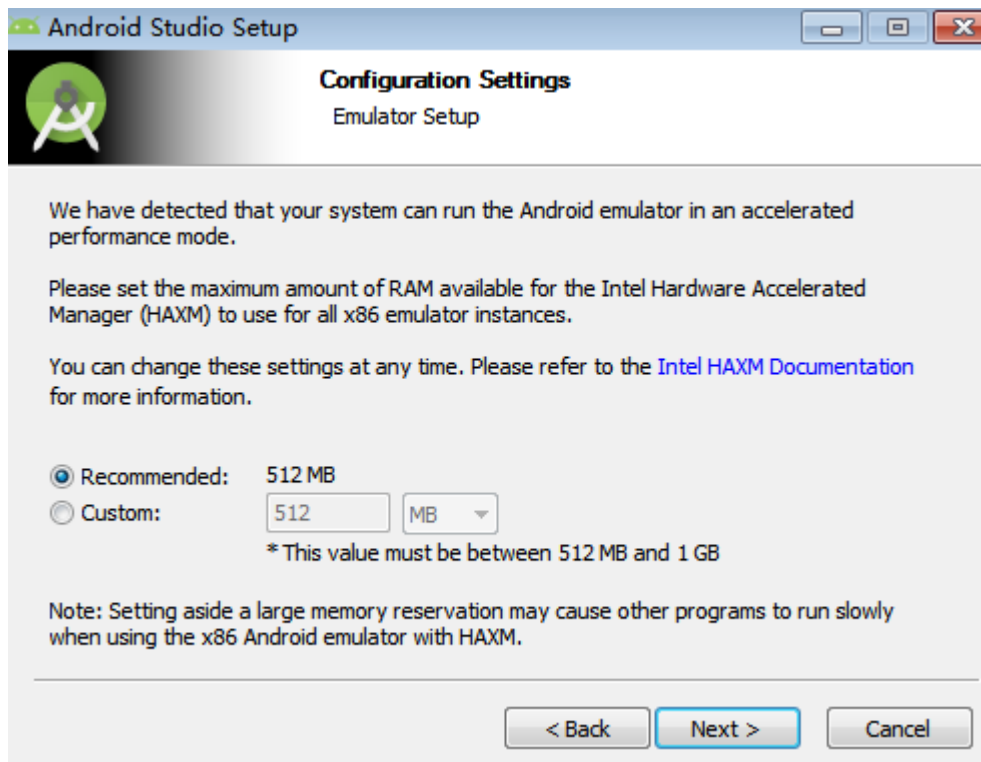 Android Studio Setup
Configuration Settings
Emulator Setup
We have detected that your system can run the Android emulator in an accelerated
performance mode.
Please set the maximum amount of RAM available for the Intel Hardware Accelerated
Manager (HAXM) to use for all x86 emulator instances.
You can change these settings at any time. Please refer to the Intel HAXM Documentation
for more information.
Recommended: 512 MB
Custom: 512 MB
* This value must be between 512 MB and 1 GB
Note: Setting aside a large memory reservation may cause other programs to run slowly
when using the x86 Android emulator with HAXM.
< Back Next > Cancel